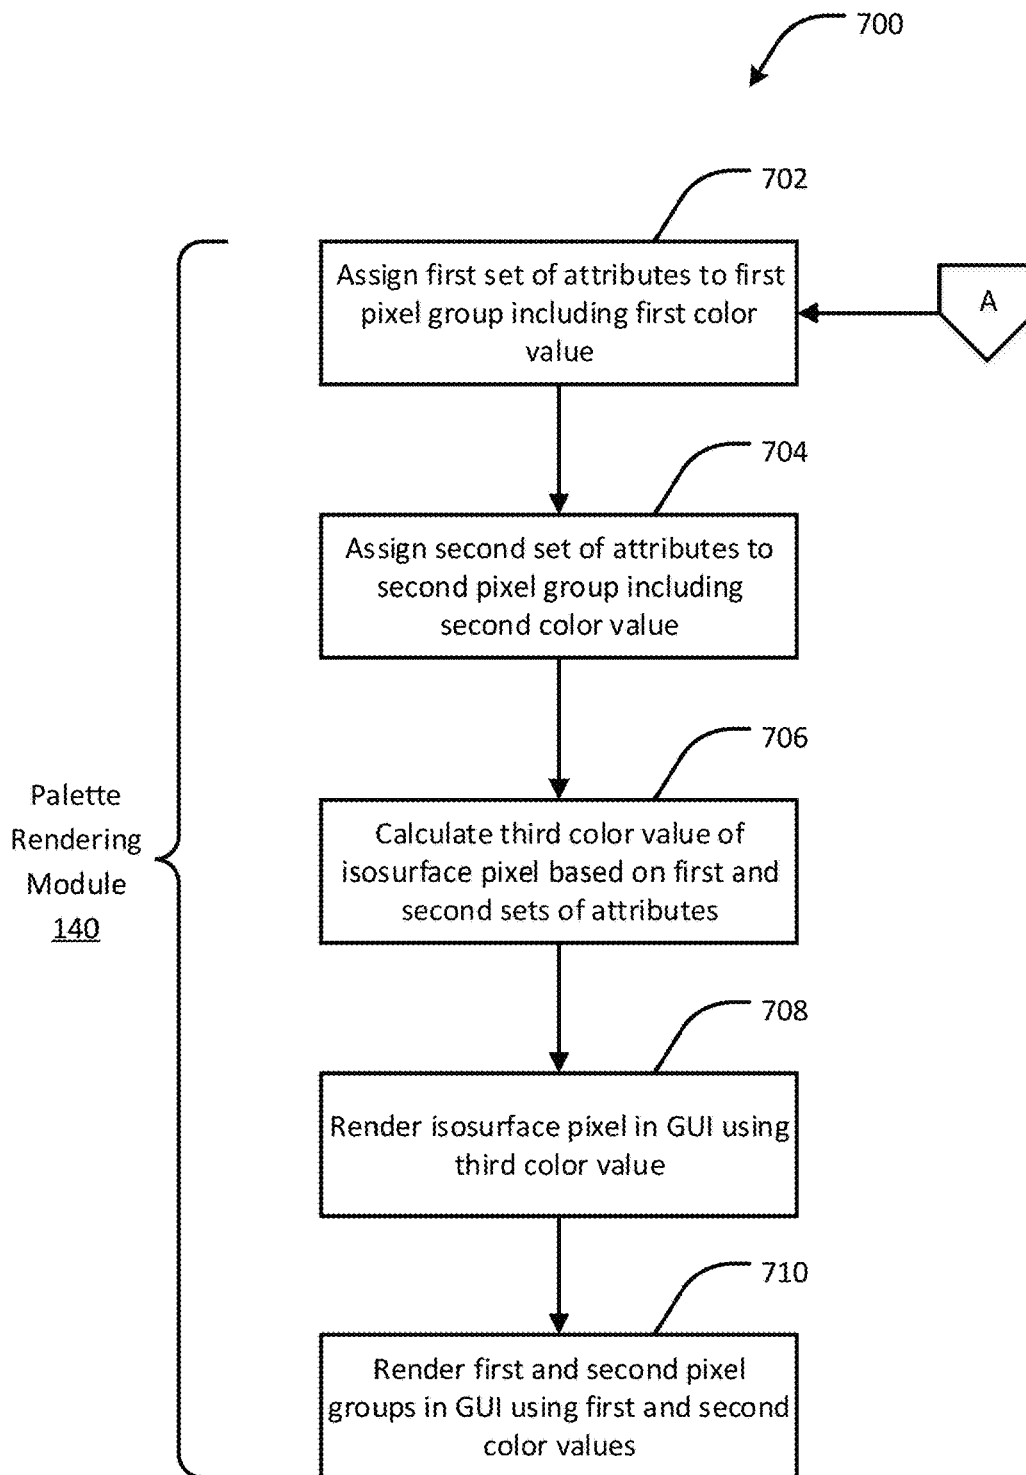 700
702
Assign first set of attributes to first
pixel group including first color
value
A
704
Assign second set of attributes to
second pixel group including
second color value
706
Calculate third color value of
isosurface pixel based on first and
second sets of attributes
Palette
Rendering
Module
140
708
Render isosurface pixel in GUI using
third color value
710
Render first and second pixel
groups in GUI using first and second
color values